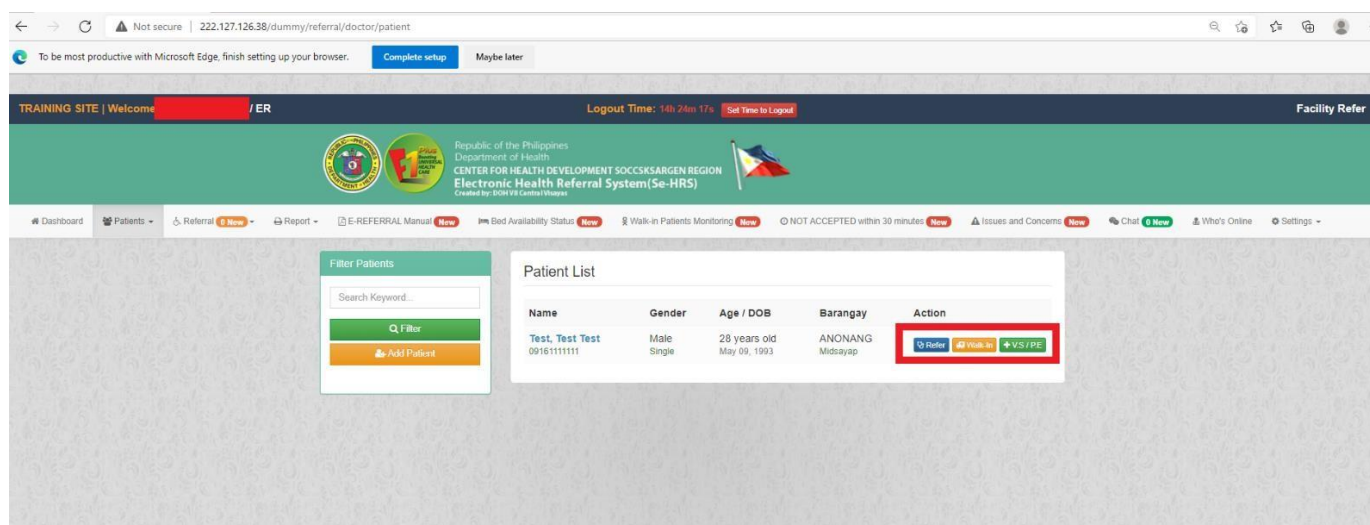 Not secure | 222.127.126.38/dummy/referral/doctor/patient
To be most productive with Microsoft Edge, finish setting up your browser. Complete setup Maybe later
TRAINING SITE | Welcome / ER Logout Time: 14h 24m 17s Set Time to Logout Facility Refer
Republic of the Philippines
Department of Health
CENTER FOR HEALTH DEVELOPMENT SOCCSKSARGEN REGION
Electronic Health Referral System(Se-HRS)
Created by: DOH VII Central Visayas
Dashboard Patients Referral 0 New Report E-REFERRAL Manual New Bed Availability Status New Walk-in Patients Monitoring New NOT ACCEPTED within 30 minutes New Issues and Concerns New Chat 0 New Who's Online Settings
Filter Patients
Search Keyword...
Filter
Add Patient
Patient List
Name Gender Age / DOB Barangay Action
Test, Test Test Male 28 years old ANONANG Refer Walk-In VS / PE
09161111111 Single May 09, 1993 Midsayap